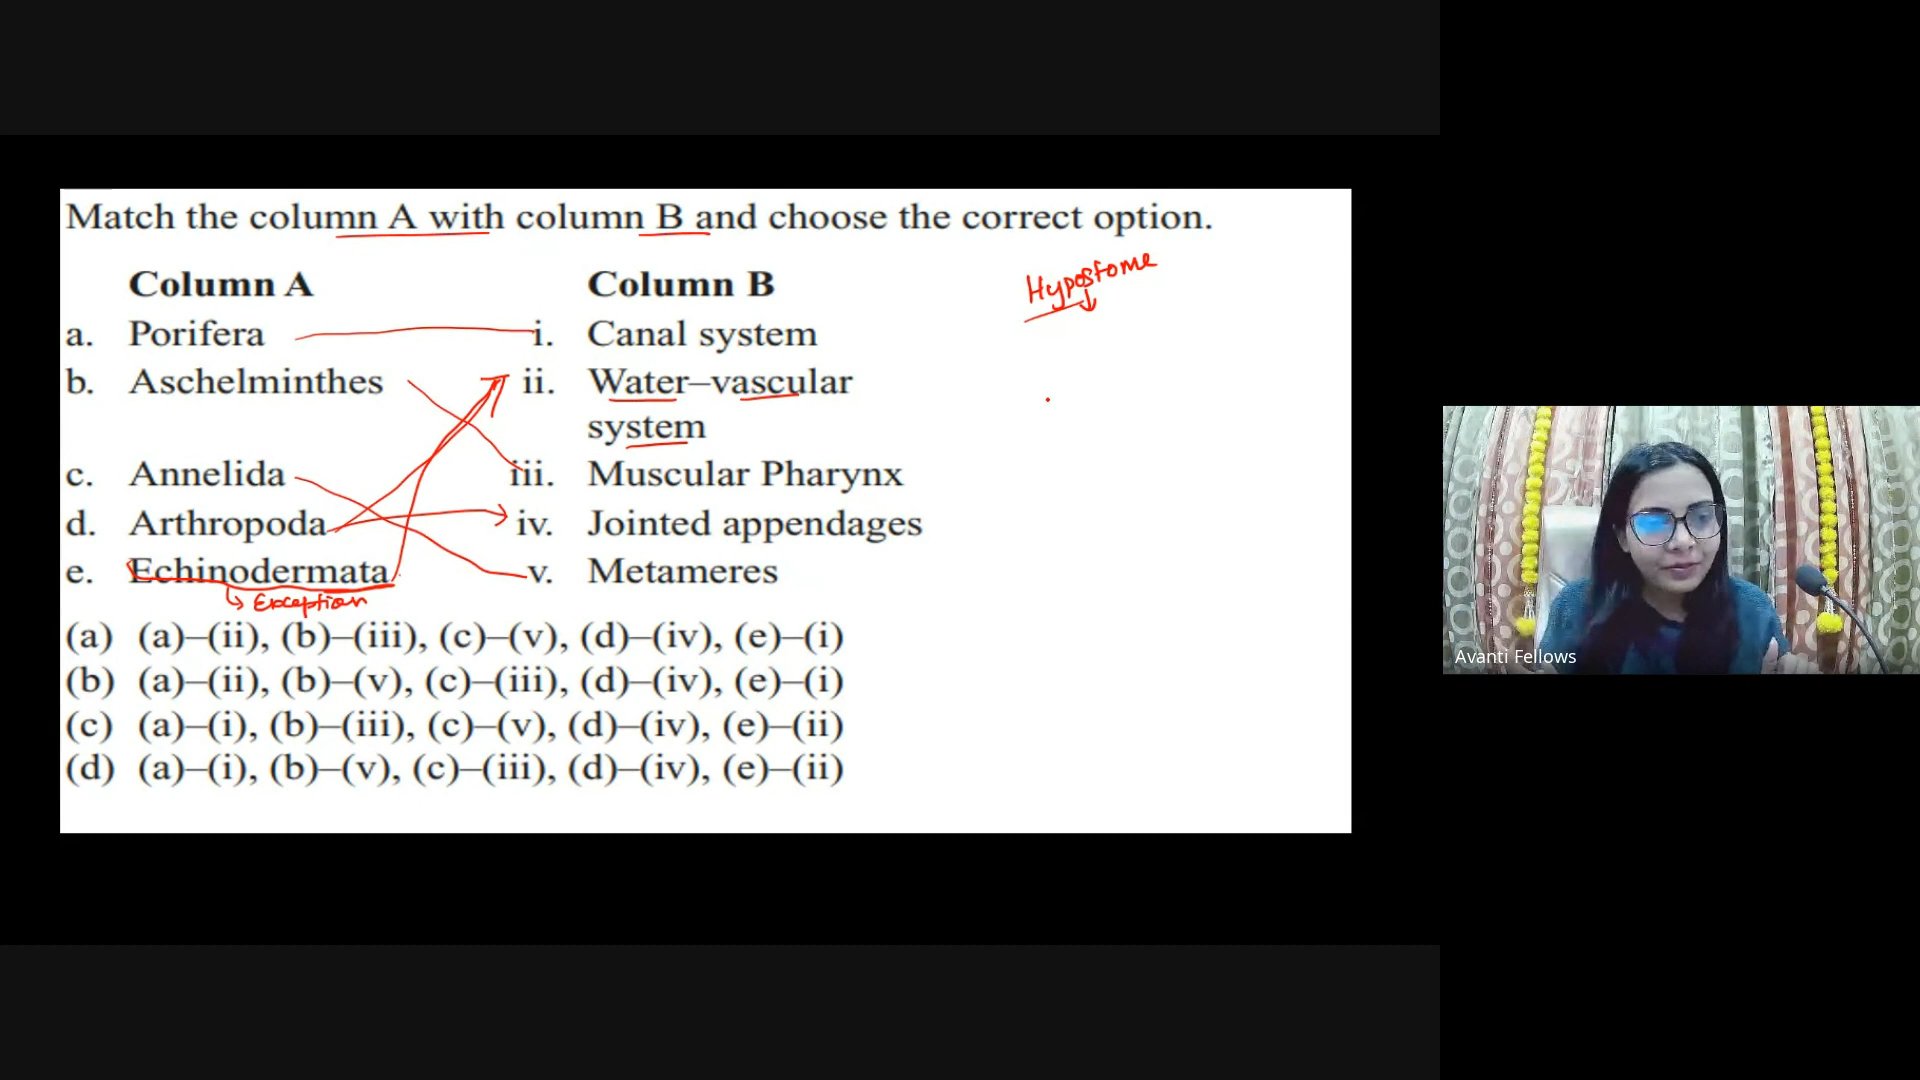 Match the column A with column B and choose the correct option.
Column A Column B
Hypostome
a. Porifera i. Canal system
b. Aschelminthes ii. Water–vascular
system
c. Annelida iii. Muscular Pharynx
d. Arthropoda iv. Jointed appendages
e. Echinodermata v. Metameres
Exception
(a) (a)–(ii), (b)–(iii), (c)–(v), (d)–(iv), (e)–(i)
(b) (a)–(ii), (b)–(v), (c)–(iii), (d)–(iv), (e)–(i)
(c) (a)–(i), (b)–(iii), (c)–(v), (d)–(iv), (e)–(ii)
(d) (a)–(i), (b)–(v), (c)–(iii), (d)–(iv), (e)–(ii)
Avanti Fellows